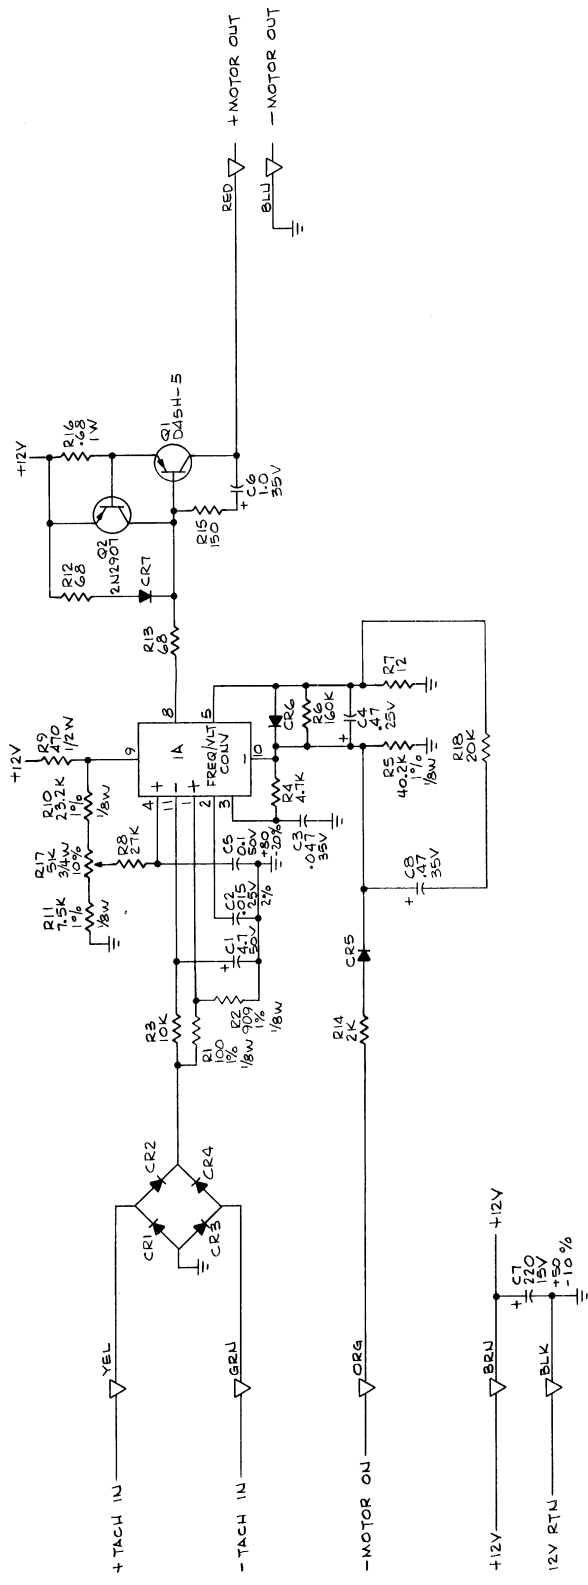 + TACH IN
YEL
- TACH IN
GRN
CR1
CR2
CR3
CR4
R3
10K
R1
100
1%
1/8W
R2
909
1%
1/8W
+
C1
4.7
50V
C2
.015
25V
2%
C5
0.1
50V
+80
-20%
R11
7.5K
1%
1/8W
R17
5K
3/4W
10%
R10
23.2K
1%
1/8W
R8
27K
+12V
R9
470
1/2W
4
+
11
-
1
+
2
3
9
1A
FREQ/VLT
CONV
8
5
10
-
R13
68
CR7
R12
68
Q2
2N2907
+12V
R16
.68
1W
Q1
D45H-5
R15
150
+
C6
1.0
35V
RED
+MOTOR OUT
BLU
-MOTOR OUT
C3
.047
35V
R4
4.7K
CR6
R6
160K
+
C4
.47
25V
R5
40.2K
1%
1/8W
R7
12
R18
20K
+
C8
.47
35V
CR5
R14
2K
-MOTOR ON
ORG
+12V
BRN
+12V
+
C7
220
15V
+50
-10%
12V RTN
BLK